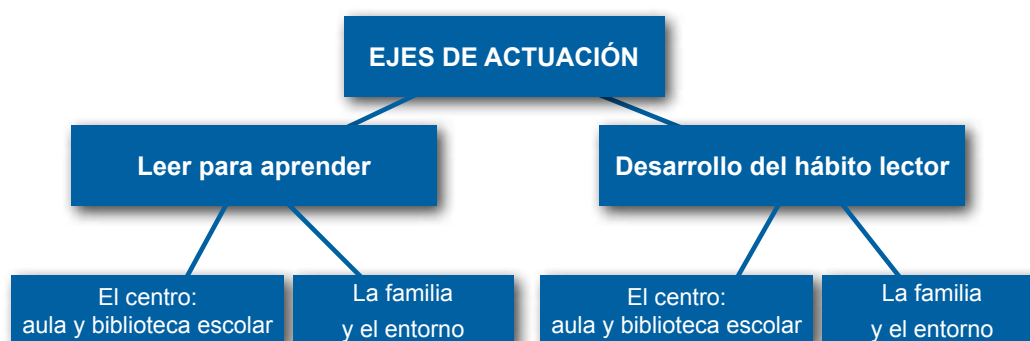 EJES DE ACTUACIÓN
Leer para aprender
Desarrollo del hábito lector
El centro:
aula y biblioteca escolar
La familia
y el entorno
El centro:
aula y biblioteca escolar
La familia
y el entorno